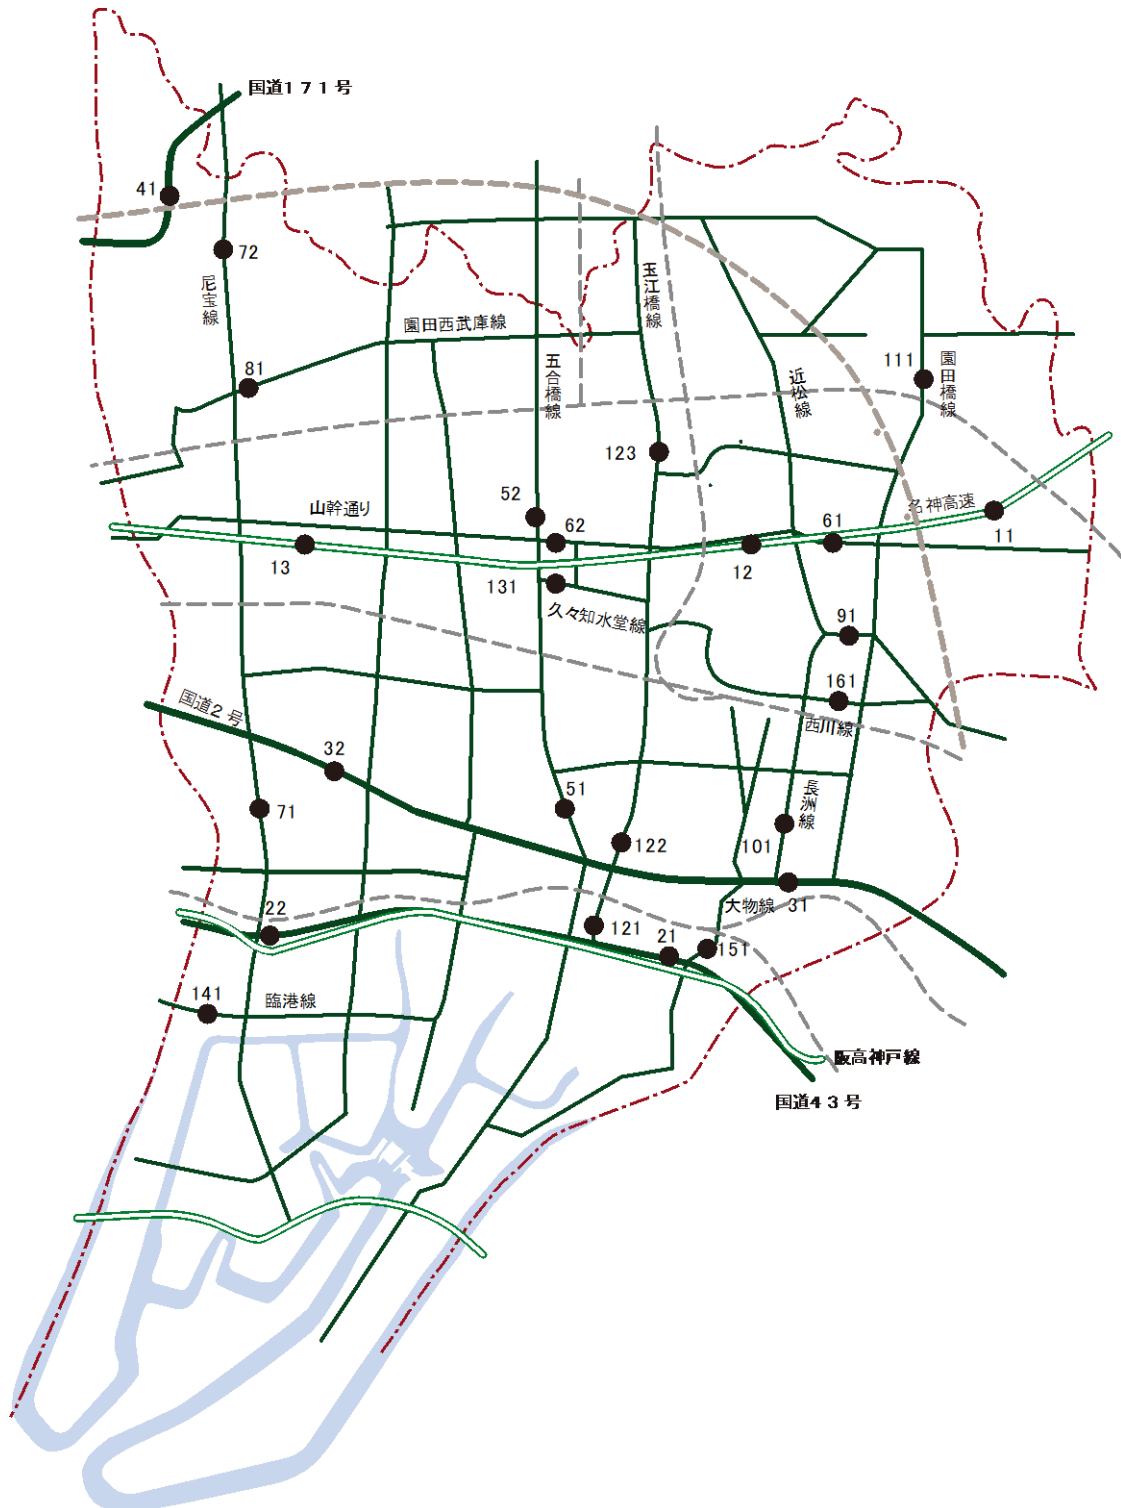 国道171号
41
72
尼宝線
玉江橋線
園田西武庫線
五合橋線
81
近松線
111
園田橋線
123
52
山幹通り
62
61
名神高速
11
13
131
12
久々知水堂線
91
161
国道2号
西川線
32
51
長洲線
71
122
101
22
大物線
31
121
21
151
141
臨港線
阪高神戸線
国道43号